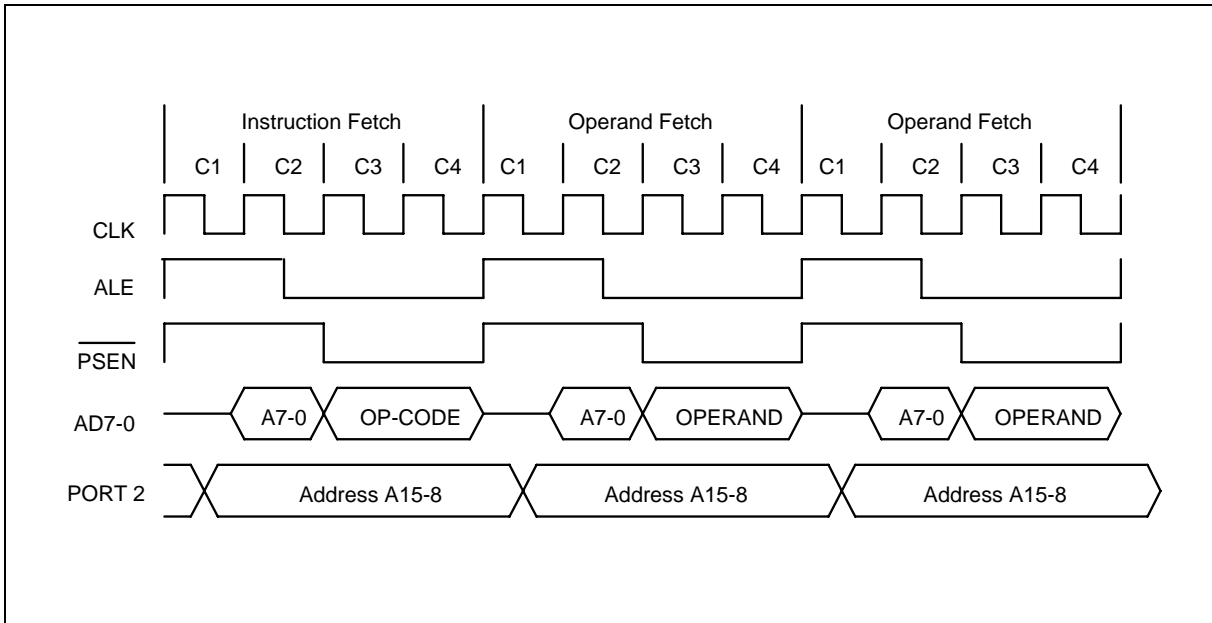 Instruction Fetch Operand Fetch Operand Fetch
C1 C2 C3 C4 C1 C2 C3 C4 C1 C2 C3 C4
CLK
ALE
PSEN
AD7-0 A7-0 OP-CODE A7-0 OPERAND A7-0 OPERAND
PORT 2 Address A15-8 Address A15-8 Address A15-8